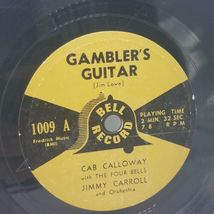 GAMBLER'S
GUITAR
(Jim Lowe)
1009 A
Fredrick Music
(BMI)
BELL
RECORD
PLAYING TIME
2 MIN. 32 SEC
78 RPM
CAB CALLOWAY
with THE FOUR BELLS
JIMMY CARROLL
and Orchestra